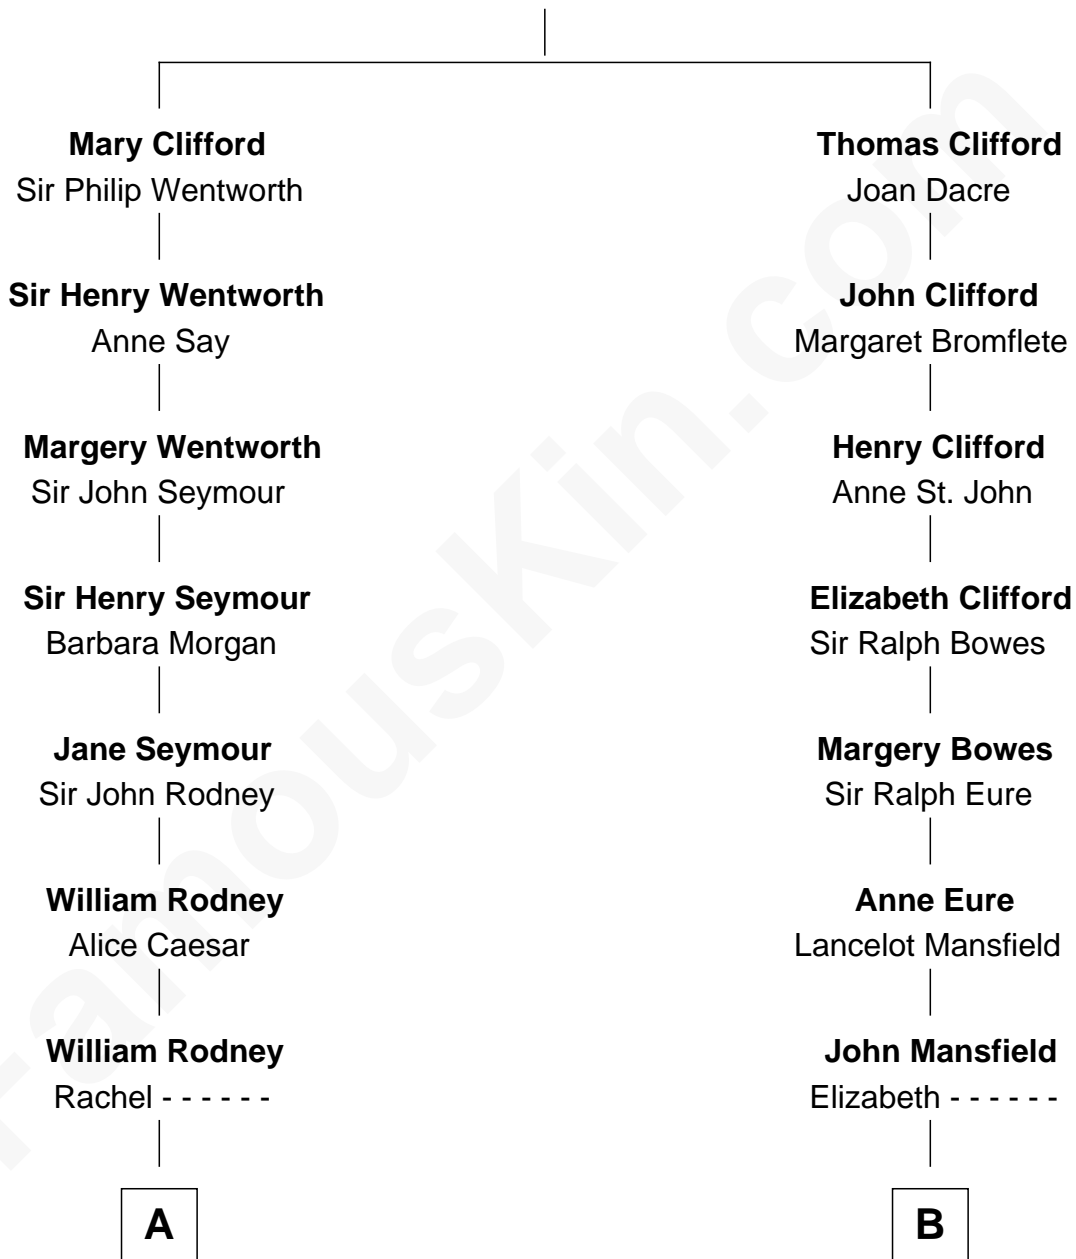 Mary Clifford
Sir Philip Wentworth
Sir Henry Wentworth
Anne Say
Margery Wentworth
Sir John Seymour
Sir Henry Seymour
Barbara Morgan
Jane Seymour
Sir John Rodney
William Rodney
Alice Caesar
William Rodney
Rachel - - - - - -
A
Thomas Clifford
Joan Dacre
John Clifford
Margaret Bromflete
Henry Clifford
Anne St. John
Elizabeth Clifford
Sir Ralph Bowes
Margery Bowes
Sir Ralph Eure
Anne Eure
Lancelot Mansfield
John Mansfield
Elizabeth - - - - - -
B
FamousKin.com